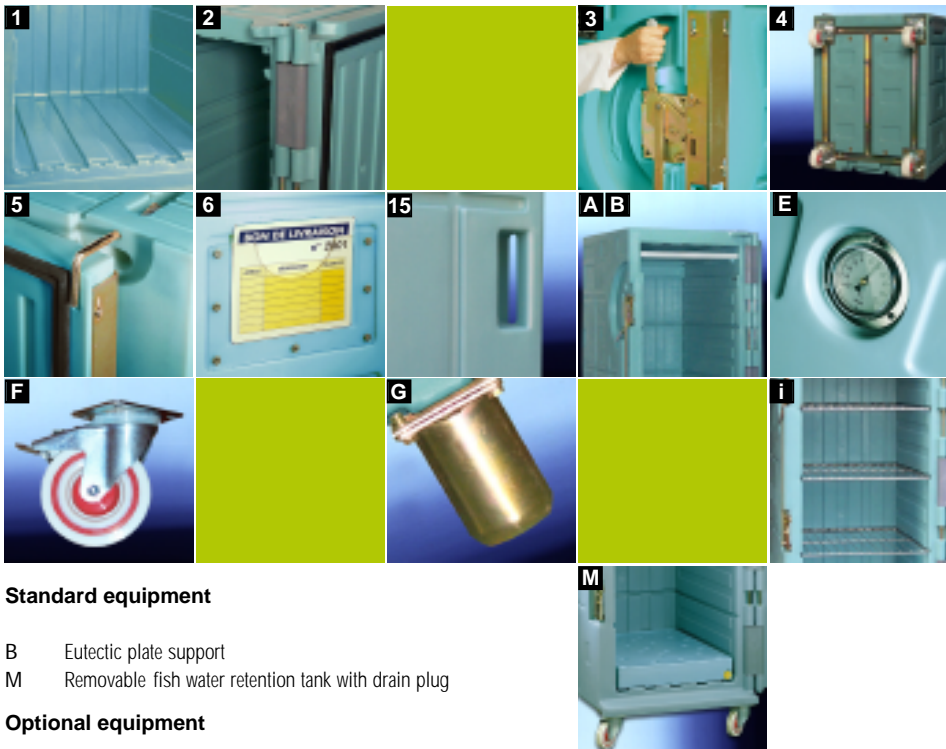 1
2
3
4
5
6
15
A B
E
BON DE LIVRAISON
n° 2601
F
G
i
M
Standard equipment
B Eutectic plate support
M Removable fish water retention tank with drain plug
Optional equipment